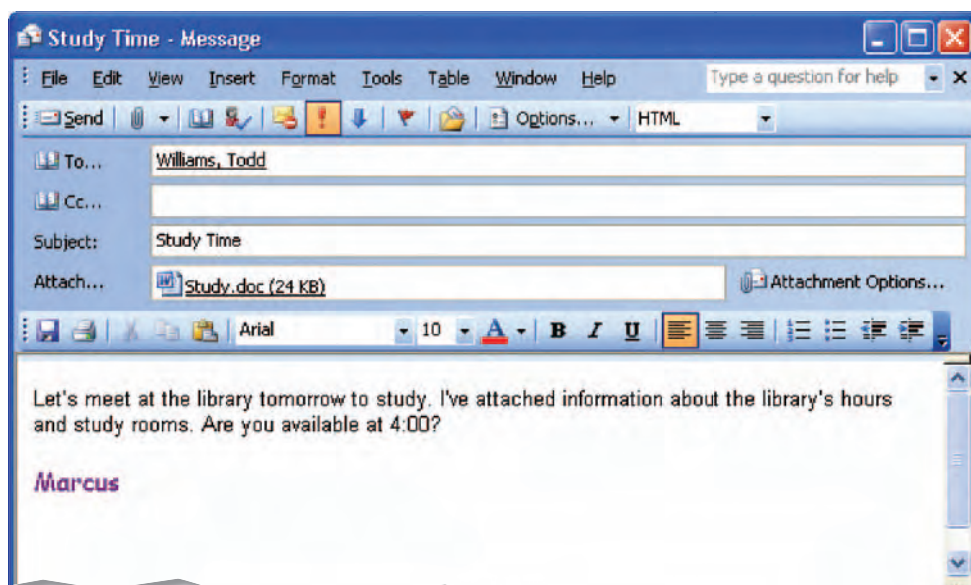 Study Time - Message
File Edit View Insert Format Tools Table Window Help Type a question for help
Send Options... HTML
To... Williams, Todd
Cc...
Subject: Study Time
Attach... Study.doc (24 KB) Attachment Options...
Arial 10 A B I U
Let's meet at the library tomorrow to study. I've attached information about the library's hours
and study rooms. Are you available at 4:00?
Marcus